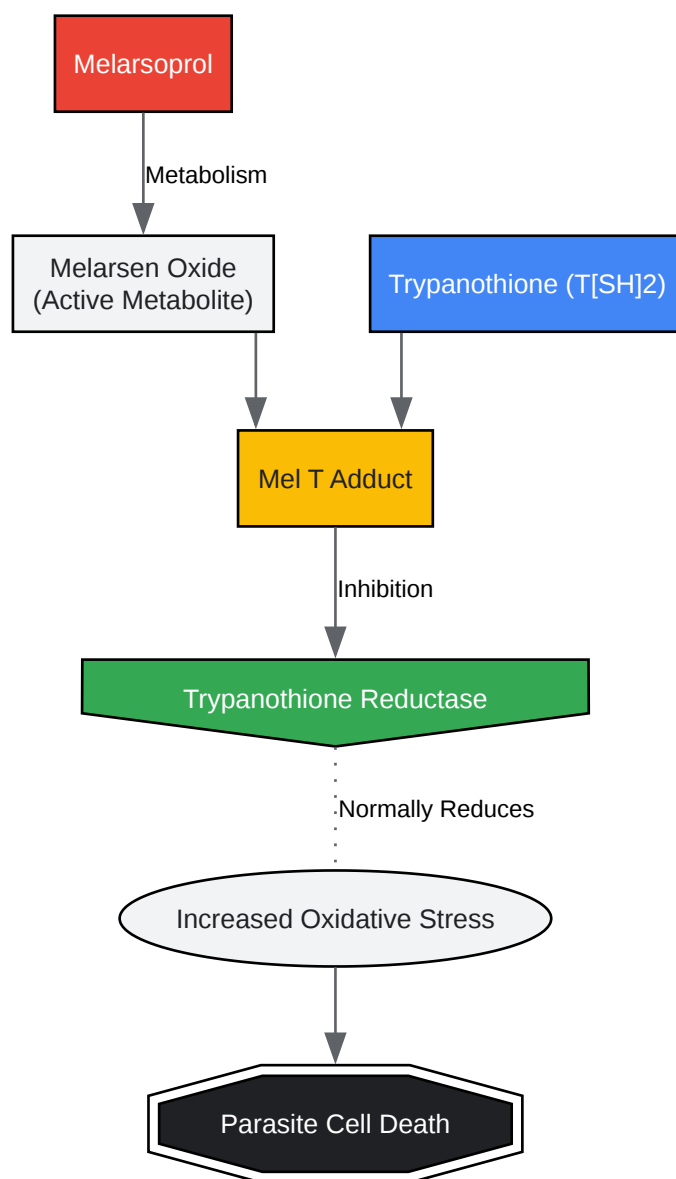 Melarsoprol
Metabolism
Melarsen Oxide
(Active Metabolite)
Trypanothione (T[SH]2)
Mel T Adduct
Inhibition
Trypanothione Reductase
Normally Reduces
Increased Oxidative Stress
Parasite Cell Death